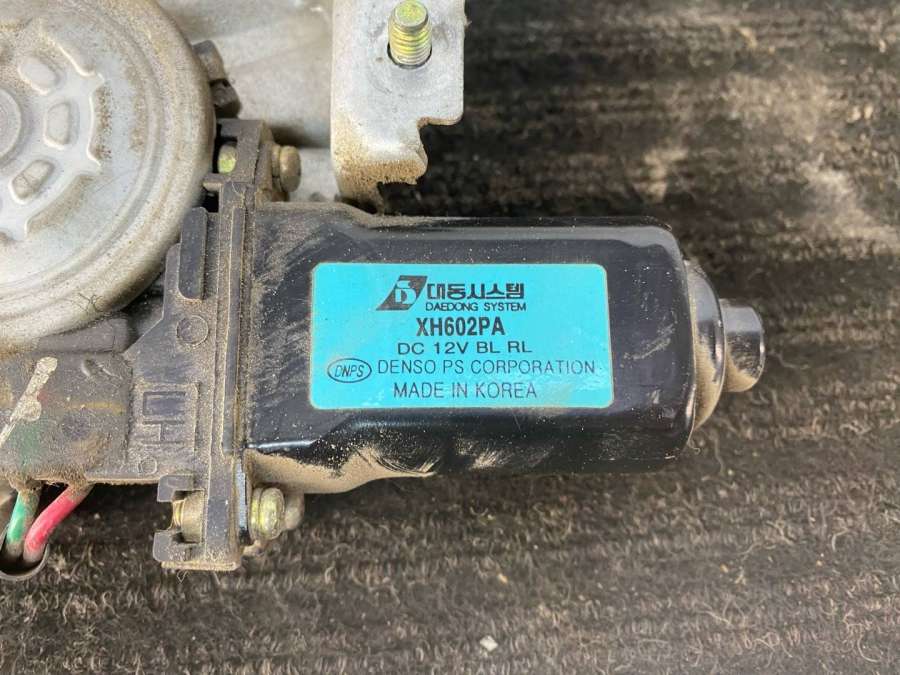 D 대동시스템
DAEDONG SYSTEM
XH602PA
DC 12V BL RL
DNPS DENSO PS CORPORATION
MADE IN KOREA